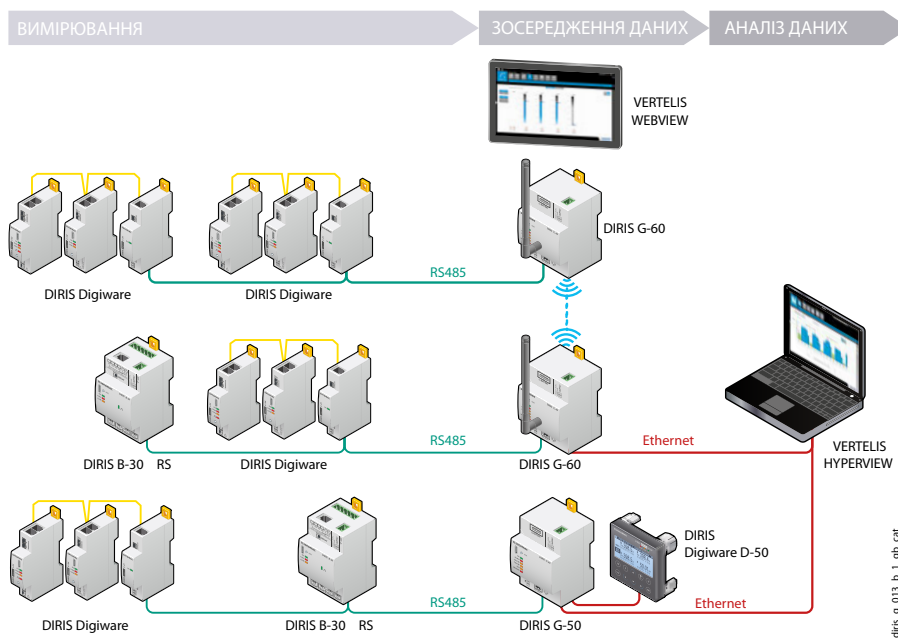 ВИМІРЮВАННЯ
ЗОСЕРЕДЖЕННЯ ДАНИХ
АНАЛІЗ ДАНИХ
VERTELIS
WEBVIEW
DIRIS G-60
RS485
DIRIS Digiware
DIRIS Digiware
RS485
Ethernet
DIRIS B-30 RS
DIRIS Digiware
DIRIS G-60
VERTELIS
HYPERVIEW
DIRIS
Digiware D-50
RS485
Ethernet
DIRIS Digiware
DIRIS B-30 RS
DIRIS G-50
diris_g_013_b_1_gb_cat